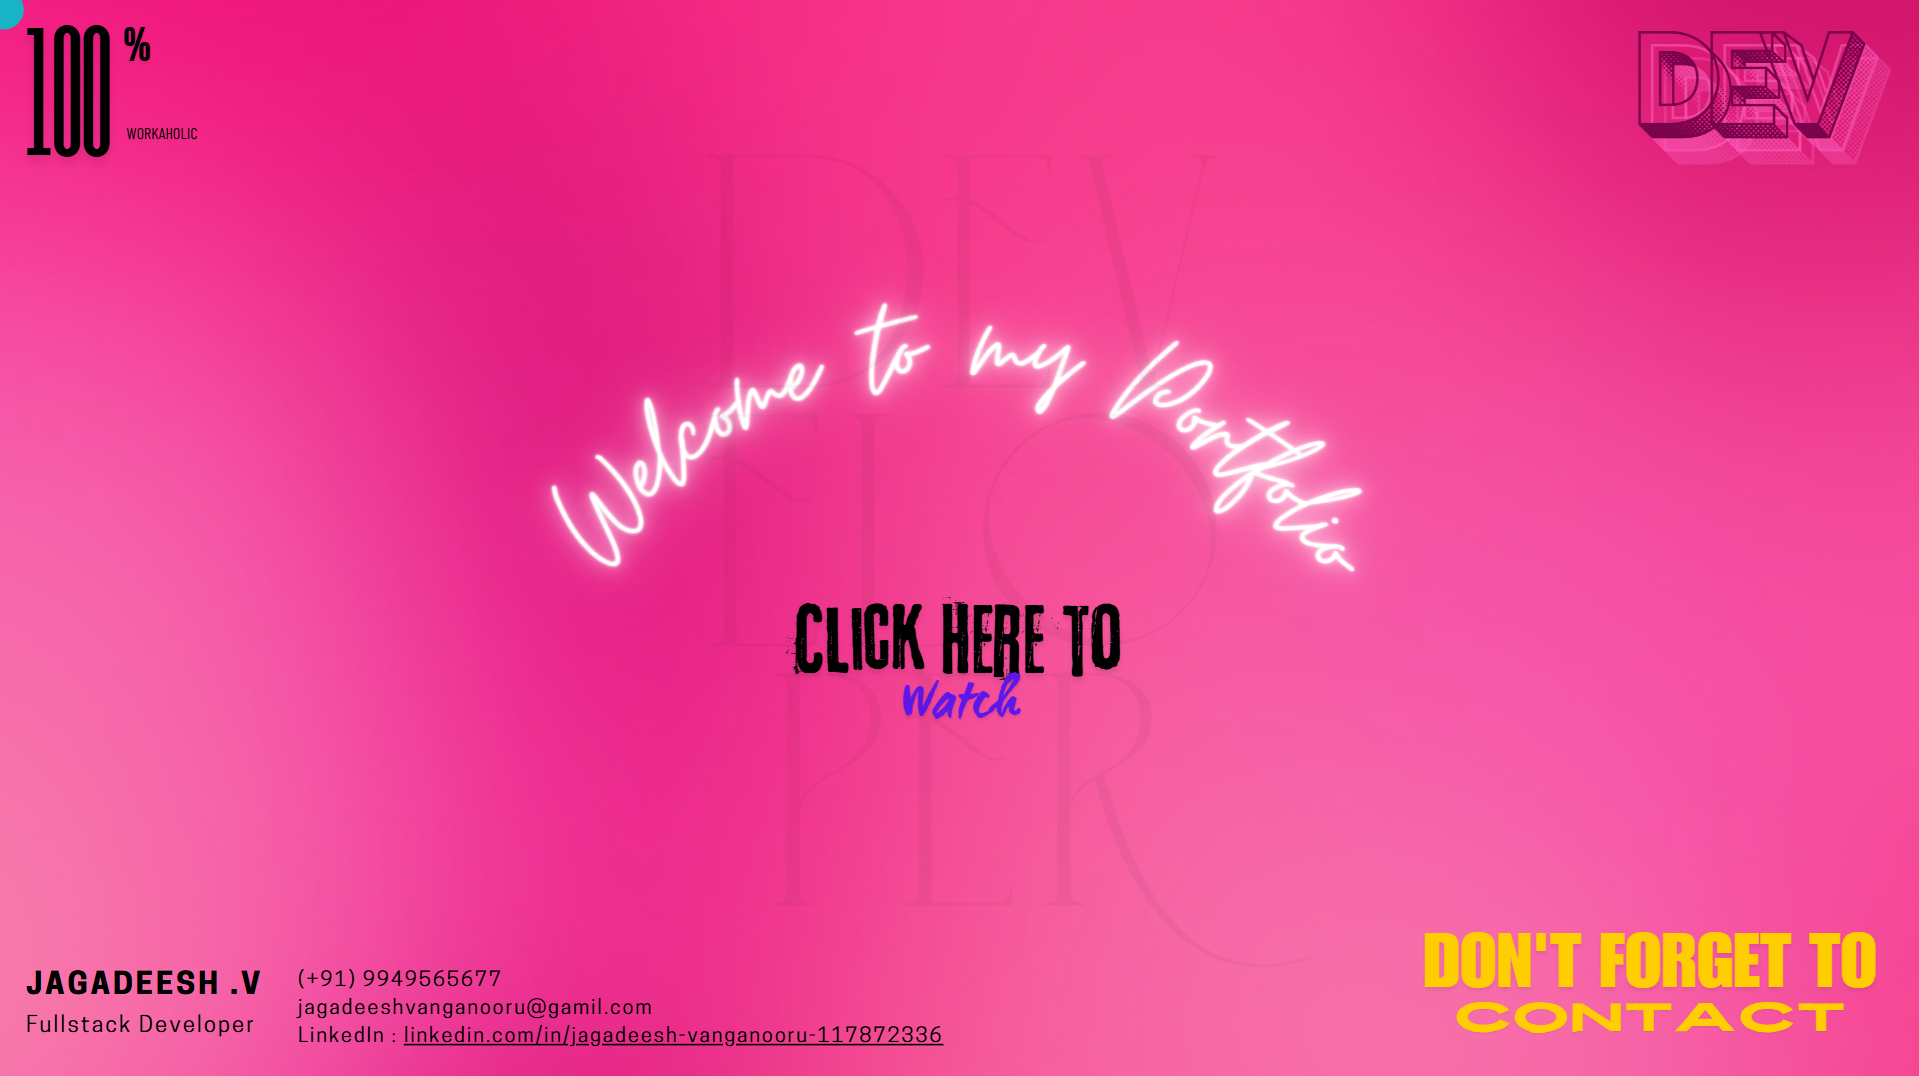 100 %
WORKAHOLIC
DEV
DEV
ELO
PER
Welcome to my Portfolio
CLICK HERE TO
Watch
JAGADEESH .V
Fullstack Developer
(+91) 9949565677
jagadeeshvanganooru@gamil.com
LinkedIn : linkedin.com/in/jagadeesh-vanganooru-117872336
DON'T FORGET TO
CONTACT